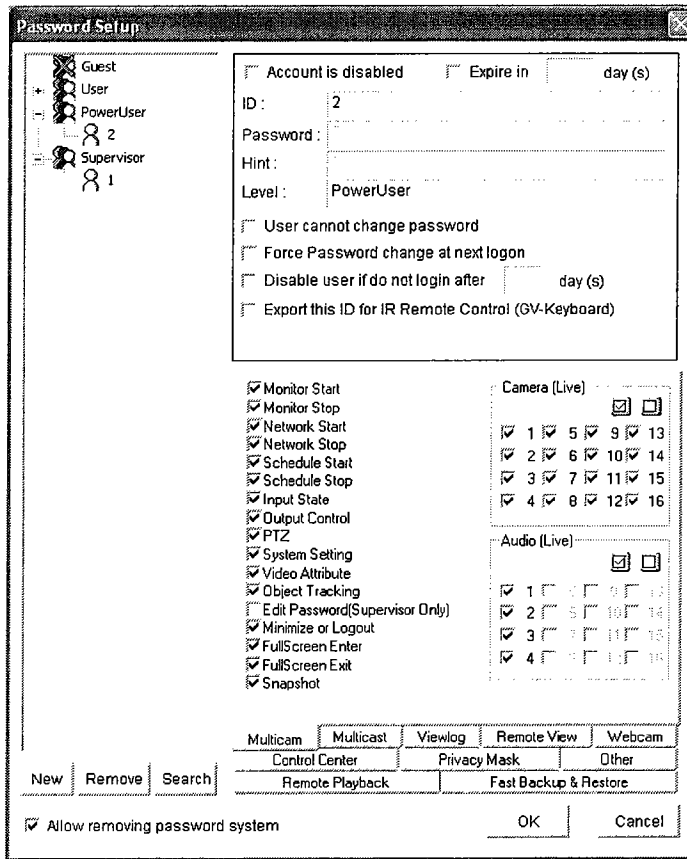 Password Setup
Guest
User
PowerUser
2
Supervisor
1
Account is disabled
Expire in day (s)
ID : 2
Password :
Hint :
Level : PowerUser
User cannot change password
Force Password change at next logon
Disable user if do not login after day (s)
Export this ID for IR Remote Control (GV-Keyboard)
Monitor Start
Monitor Stop
Network Start
Network Stop
Schedule Start
Schedule Stop
Input State
Output Control
PTZ
System Setting
Video Attribute
Object Tracking
Edit Password(Supervisor Only)
Minimize or Logout
FullScreen Enter
FullScreen Exit
Snapshot
Camera (Live)
1 5 9 13
2 6 10 14
3 7 11 15
4 8 12 16
Audio (Live)
1
2
3
4
Multicam Multicast Viewlog Remote View Webcam
Control Center Privacy Mask Other
Remote Playback Fast Backup & Restore
New Remove Search
Allow removing password system
OK Cancel